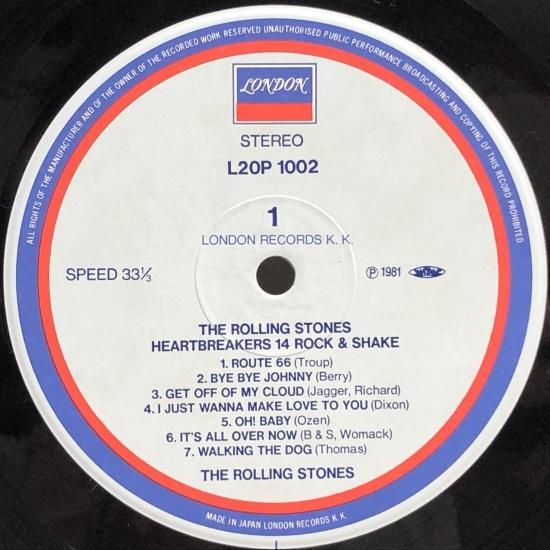 ALL RIGHTS OF THE MANUFACTURER AND OF THE OWNER OF THE RECORDED WORK RESERVED UNAUTHORISED PUBLIC PERFORMANCE BROADCASTING AND COPYING OF THIS RECORD PROHIBITED.
LONDON
STEREO
L20P 1002
1
LONDON RECORDS K. K.
SPEED 33⅓
Ⓟ 1981
THE ROLLING STONES
HEARTBREAKERS 14 ROCK & SHAKE
1. ROUTE 66 (Troup)
2. BYE BYE JOHNNY (Berry)
3. GET OFF OF MY CLOUD (Jagger, Richard)
4. I JUST WANNA MAKE LOVE TO YOU (Dixon)
5. OH! BABY (Ozen)
6. IT'S ALL OVER NOW (B & S, Womack)
7. WALKING THE DOG (Thomas)
THE ROLLING STONES
MADE IN JAPAN LONDON RECORDS K. K.